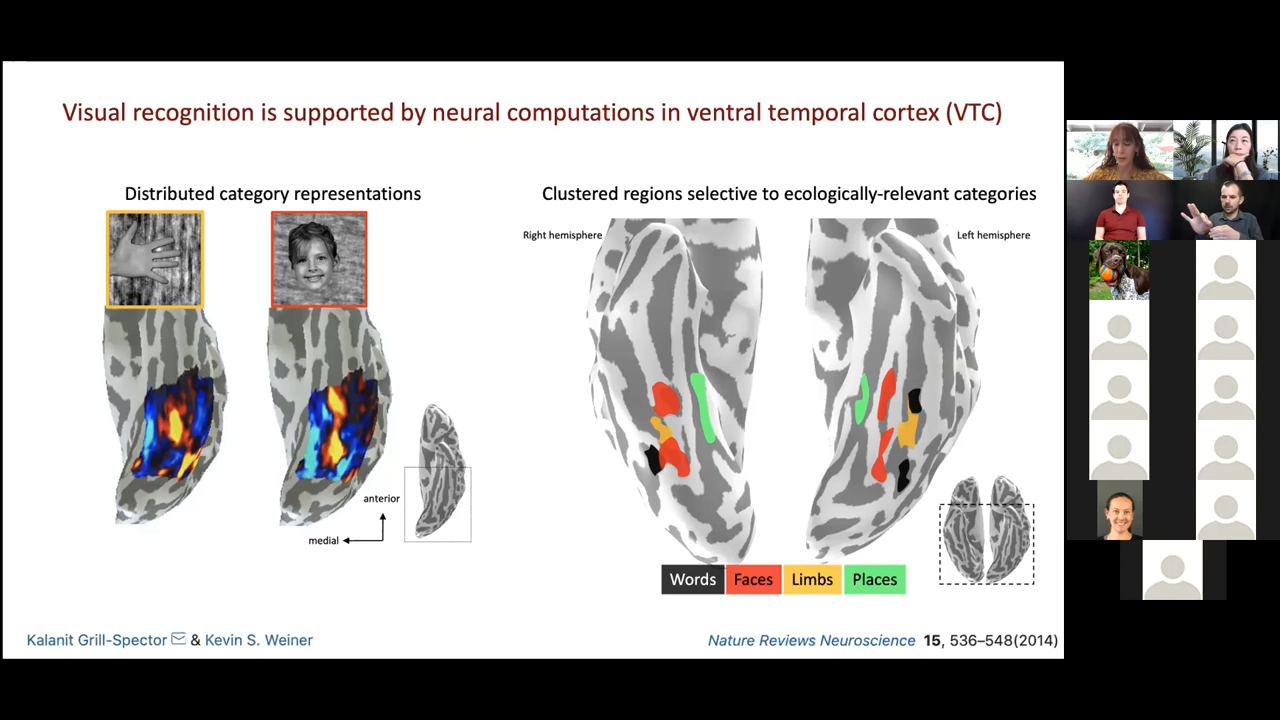 Visual recognition is supported by neural computations in ventral temporal cortex (VTC)
Distributed category representations
Clustered regions selective to ecologically-relevant categories
Right hemisphere
Left hemisphere
anterior
medial
Words
Faces
Limbs
Places
Kalanit Grill-Spector & Kevin S. Weiner
Nature Reviews Neuroscience 15, 536–548(2014)